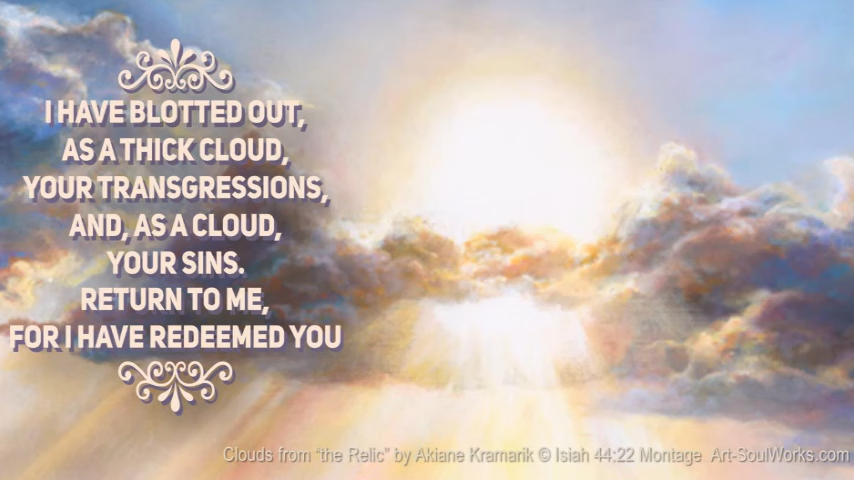 I HAVE BLOTTED OUT,
AS A THICK CLOUD,
YOUR TRANSGRESSIONS,
AND, AS A CLOUD,
YOUR SINS.
RETURN TO ME,
FOR I HAVE REDEEMED YOU
Clouds from “the Relic” by Akiane Kramarik © Isiah 44:22 Montage Art-SoulWorks.com